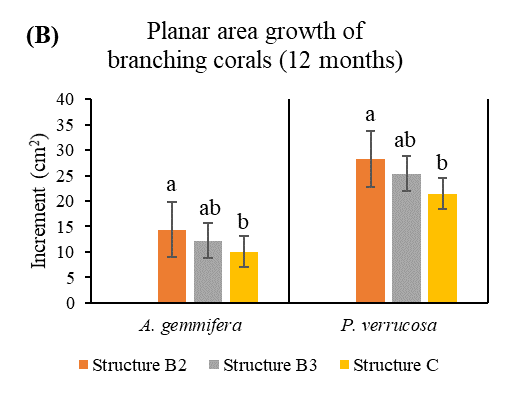 (B)
Planar area growth of
branching corals (12 months)
Increment (cm²)
40
35
30
25
20
15
10
5
0
a
ab
b
a
ab
b
A. gemmifera
P. verrucosa
Structure B2
Structure B3
Structure C